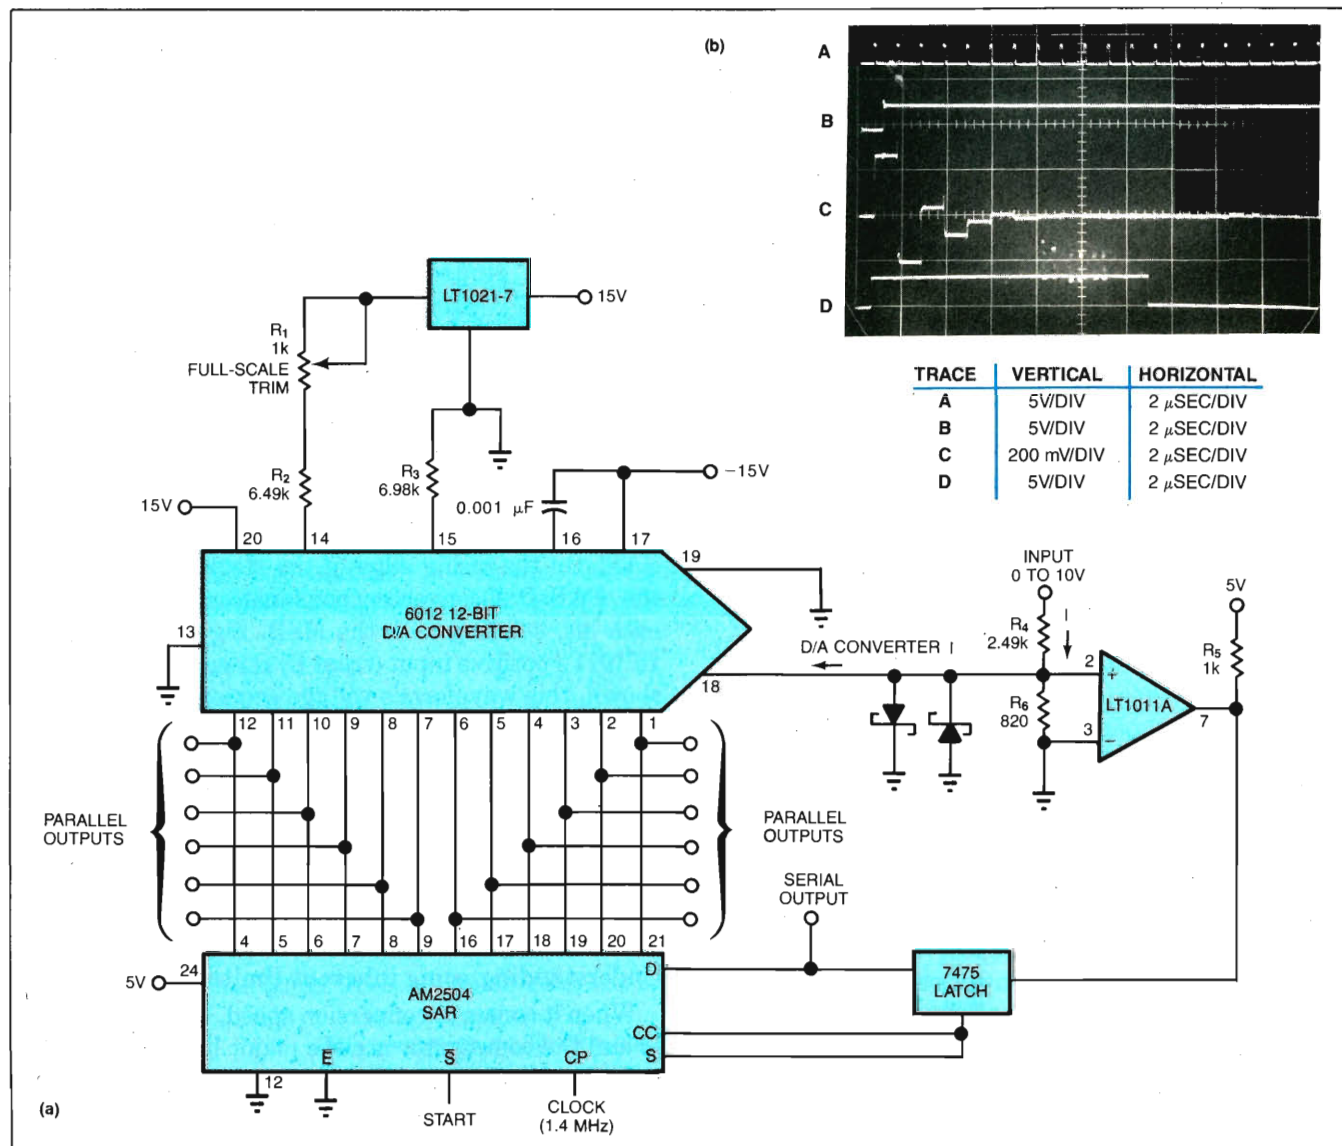 (b)
A
B
C
D
TRACE VERTICAL HORIZONTAL
A 5V/DIV 2 μSEC/DIV
B 5V/DIV 2 μSEC/DIV
C 200 mV/DIV 2 μSEC/DIV
D 5V/DIV 2 μSEC/DIV
LT1021-7
15V
R1
1k
FULL-SCALE
TRIM
R2
6.49k
R3
6.98k
0.001 μF
−15V
15V
20 14 15 16 17
19
6012 12-BIT
D/A CONVERTER
13
18
D/A CONVERTER I
INPUT
0 TO 10V
I
R4
2.49k
R6
820
2
+
3
−
LT1011A
7
5V
R5
1k
12 11 10 9 8 7 6 5 4 3 2 1
PARALLEL
OUTPUTS
PARALLEL
OUTPUTS
SERIAL
OUTPUT
4 5 6 7 8 9 16 17 18 19 20 21
5V
24
AM2504
SAR
D
CC
S
E
S
CP
12
START
CLOCK
(1.4 MHz)
7475
LATCH
(a)